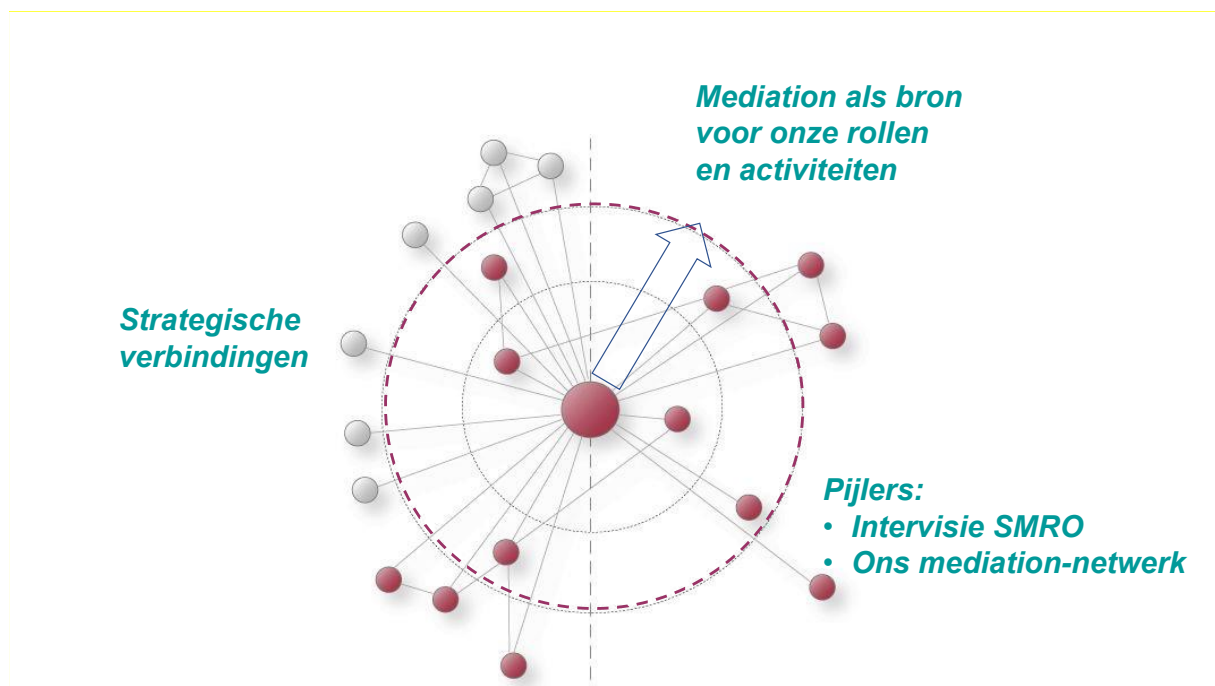 Mediation als bron
voor onze rollen
en activiteiten
Strategische
verbindingen
Pijlers:
• Intervisie SMRO
• Ons mediation-netwerk